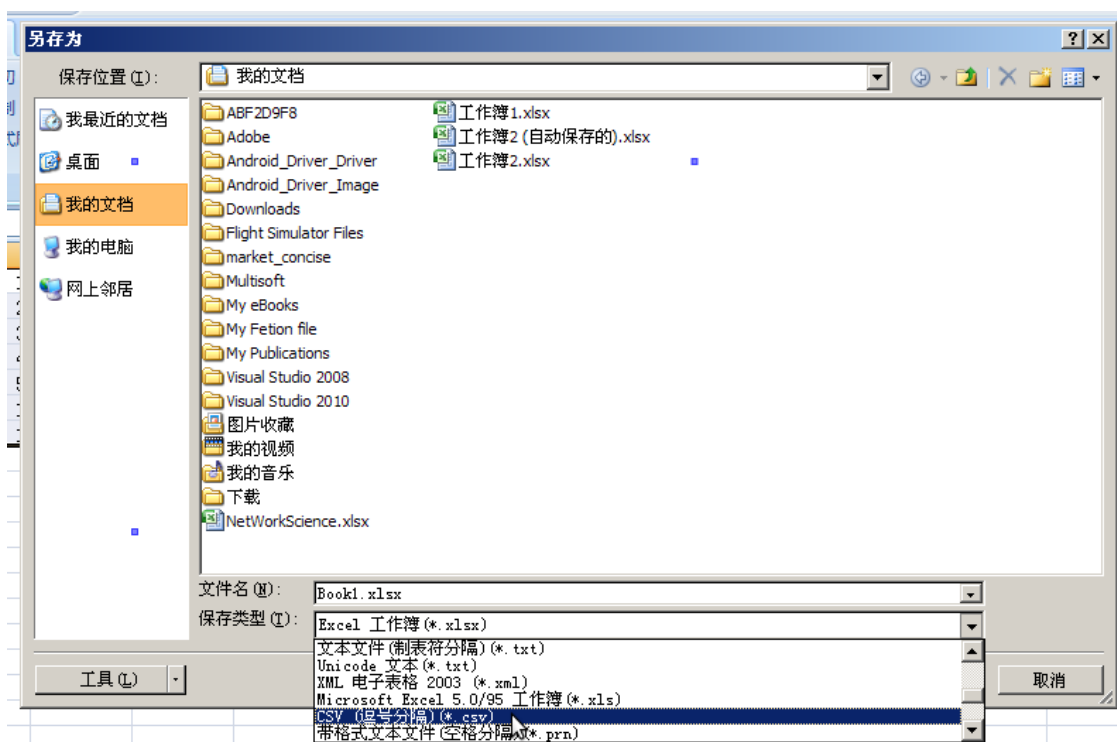 另存为
保存位置(I):
我的文档
我最近的文档
桌面
我的文档
我的电脑
网上邻居
ABF2D9F8
Adobe
Android_Driver_Driver
Android_Driver_Image
Downloads
Flight Simulator Files
market_concise
Multisoft
My eBooks
My Fetion file
My Publications
Visual Studio 2008
Visual Studio 2010
图片收藏
我的视频
我的音乐
下载
NetWorkScience.xlsx
工作簿1.xlsx
工作簿2 (自动保存的).xlsx
工作簿2.xlsx
文件名(N):
Book1.xlsx
保存类型(T):
Excel 工作簿(*.xlsx)
文本文件(制表符分隔)(*.txt)
Unicode 文本(*.txt)
XML 电子表格 2003 (*.xml)
Microsoft Excel 5.0/95 工作簿(*.xls)
CSV (逗号分隔)(*.csv)
带格式文本文件(空格分隔)(*.prn)
工具(L)
取消